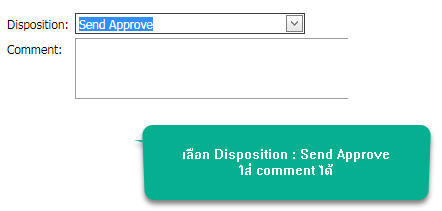 Disposition: Send Approve
Comment:
เลือก Disposition : Send Approve
ใส่ comment ได้